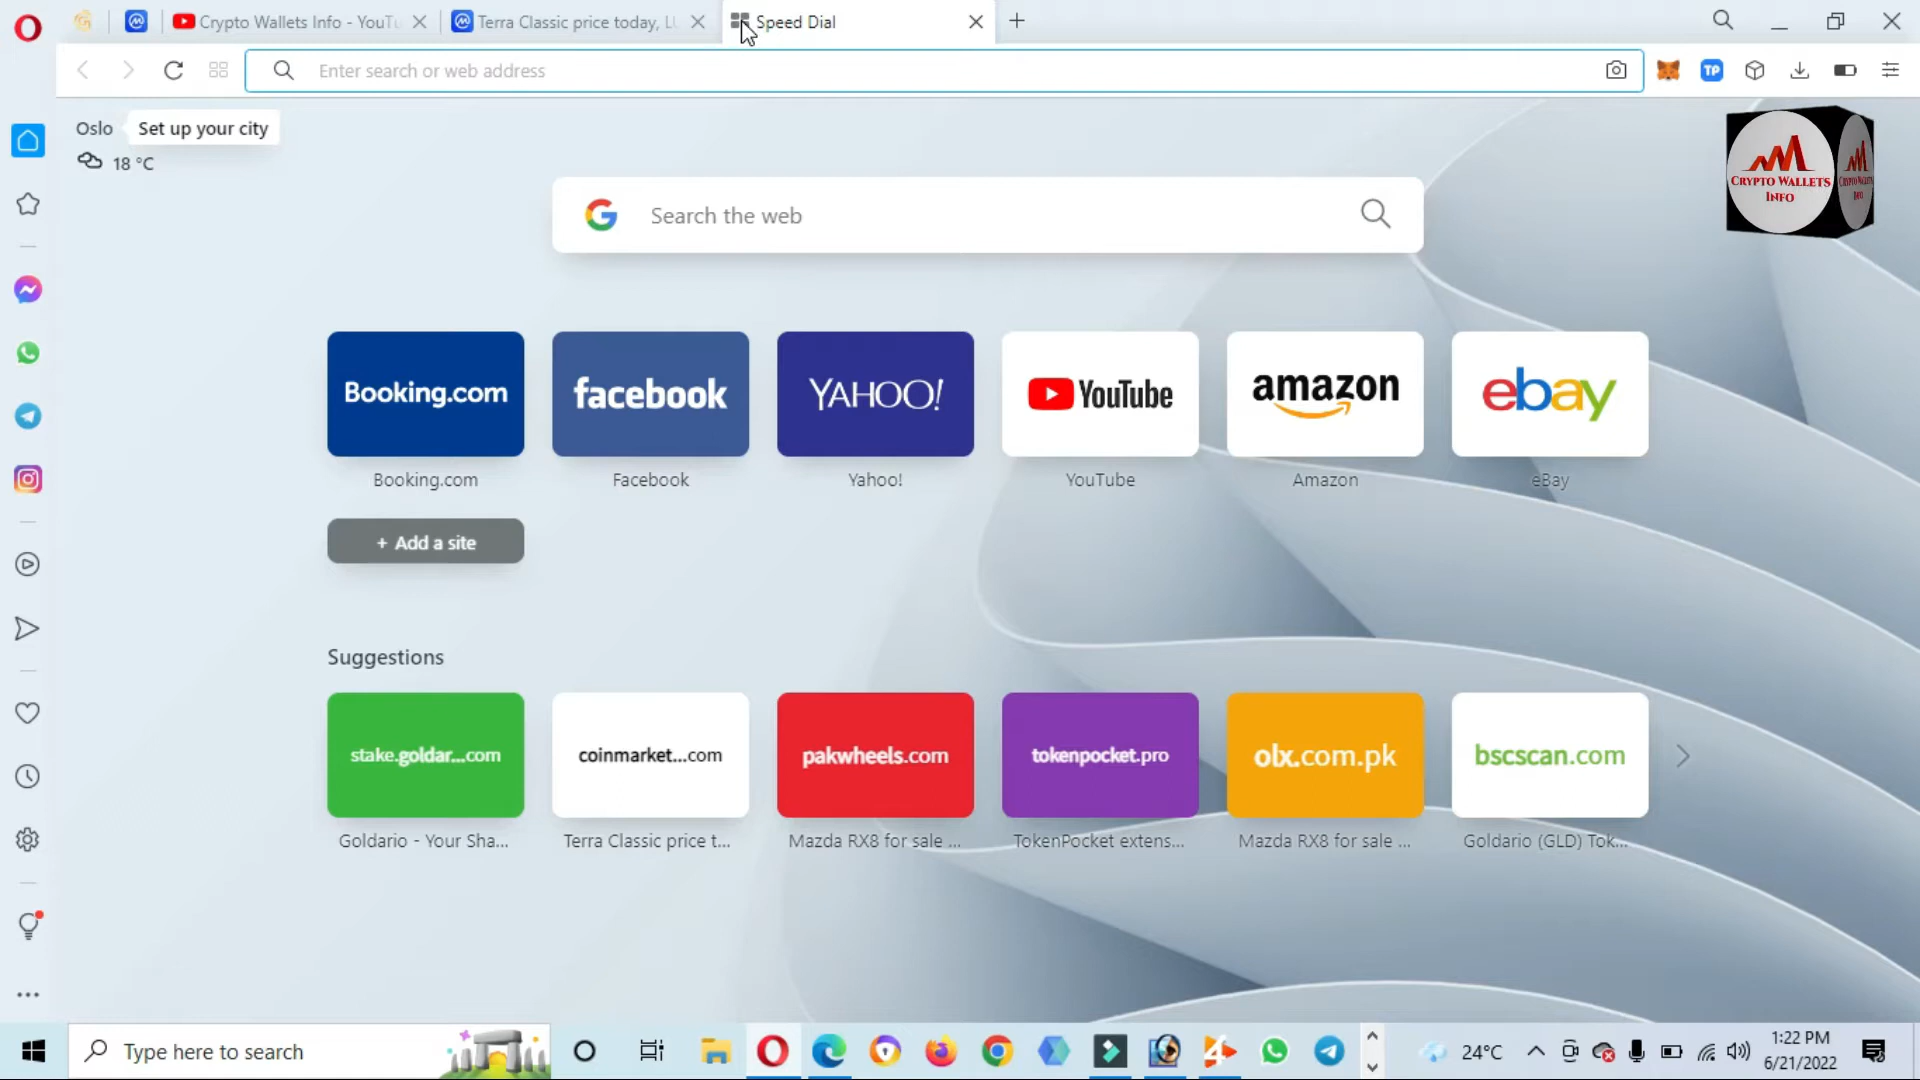 Crypto Wallets Info - YouTu
Terra Classic price today, LU
Speed Dial
Enter search or web address
TP
Oslo
Set up your city
18 °C
CRYPTO WALLETS
INFO
Search the web
Booking.com
facebook
YAHOO!
YouTube
amazon
ebay
Booking.com
Facebook
Yahoo!
YouTube
Amazon
eBay
+ Add a site
Suggestions
stake.goldar...com
coinmarket...com
pakwheels.com
tokenpocket.pro
olx.com.pk
bscscan.com
Goldario - Your Sha...
Terra Classic price t...
Mazda RX8 for sale ...
TokenPocket extens...
Mazda RX8 for sale ...
Goldario (GLD) Tok...
Type here to search
24°C
1:22 PM
6/21/2022